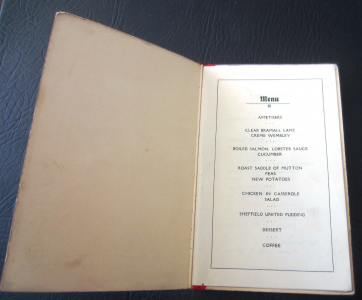 Menu
APPETISERS
CLEAR BRAMALL LANE
CREME WEMBLEY
BOILED SALMON, LOBSTER SAUCE
CUCUMBER
ROAST SADDLE OF MUTTON
PEAS
NEW POTATOES
CHICKEN IN CASSEROLE
SALAD
SHEFFIELD UNITED PUDDING
DESSERT
COFFEE